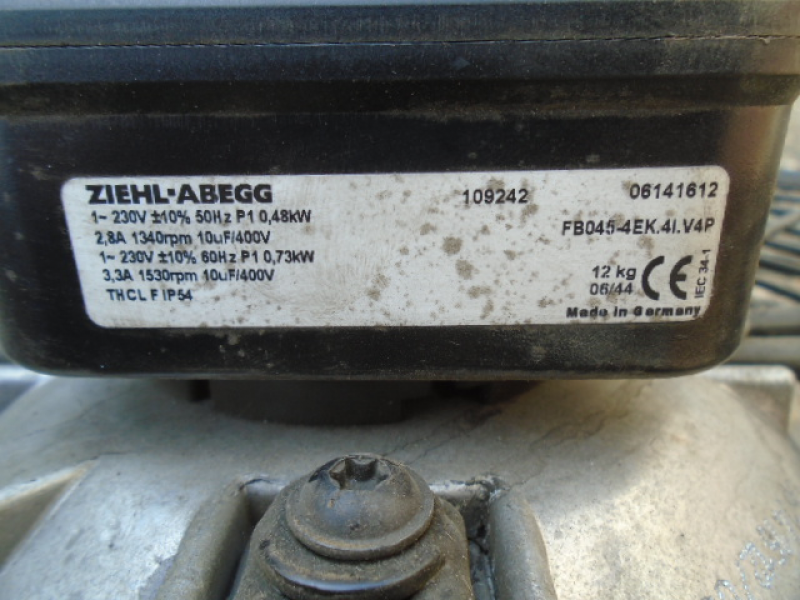 ZIEHL-ABEGG 109242 06141612
1~ 230V ±10% 50Hz P1 0,48kW
2,8A 1340rpm 10uF/400V FB045-4EK.4I.V4P
1~ 230V ±10% 60Hz P1 0,73kW
3,3A 1530rpm 10uF/400V 12 kg
THCL F IP54 06/44 CE IEC 34-1
Made in Germany